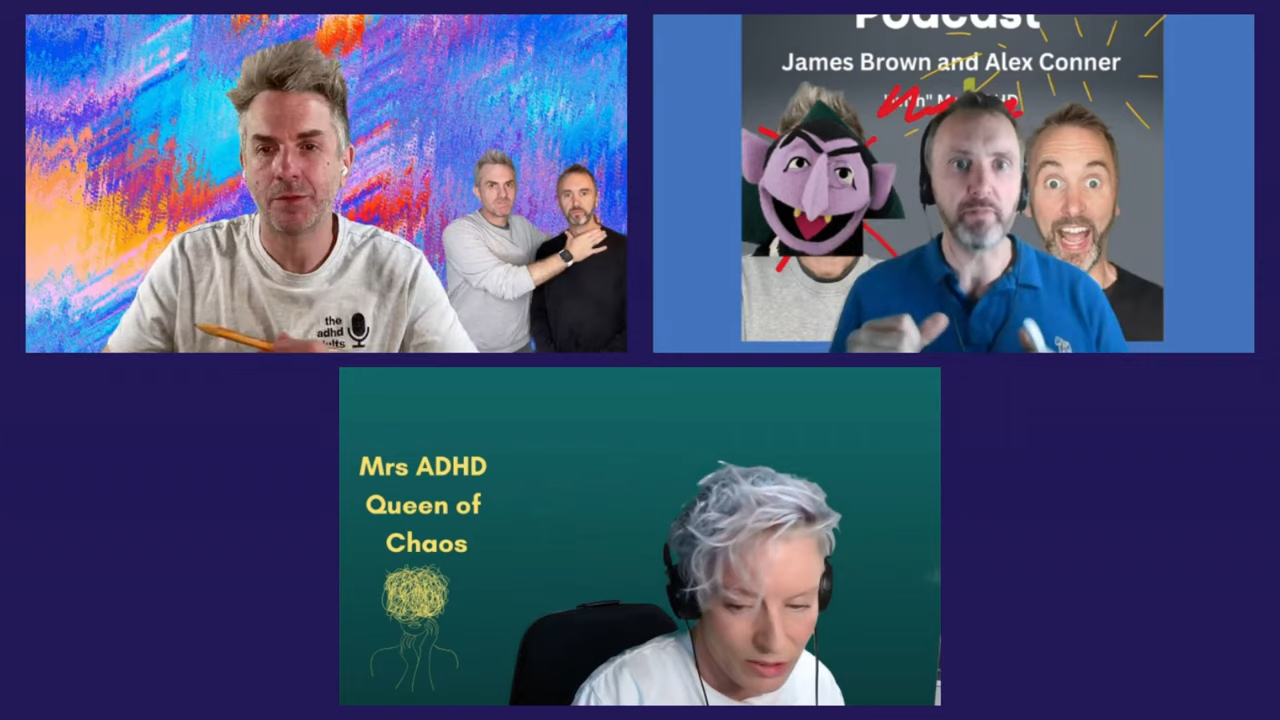 the
adhd
Podcast
James Brown and Alex Conner
Mrs ADHD
Queen of
Chaos